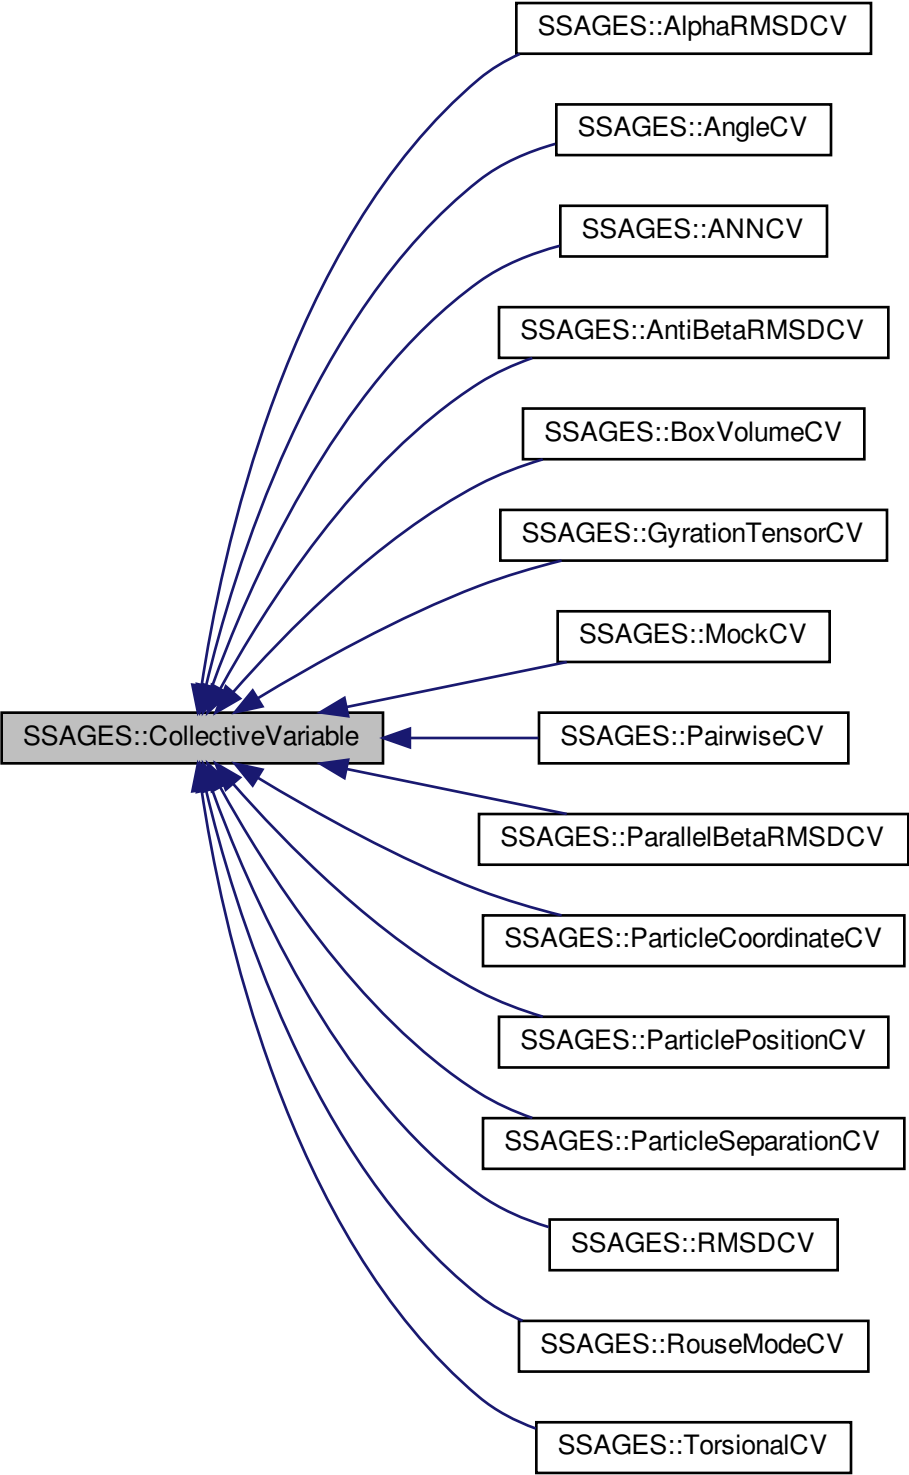 SSAGES::AlphaRMSDCV
SSAGES::AngleCV
SSAGES::ANNCV
SSAGES::AntiBetaRMSDCV
SSAGES::BoxVolumeCV
SSAGES::GyrationTensorCV
SSAGES::MockCV
SSAGES::CollectiveVariable
SSAGES::PairwiseCV
SSAGES::ParallelBetaRMSDCV
SSAGES::ParticleCoordinateCV
SSAGES::ParticlePositionCV
SSAGES::ParticleSeparationCV
SSAGES::RMSDCV
SSAGES::RouseModeCV
SSAGES::TorsionalCV